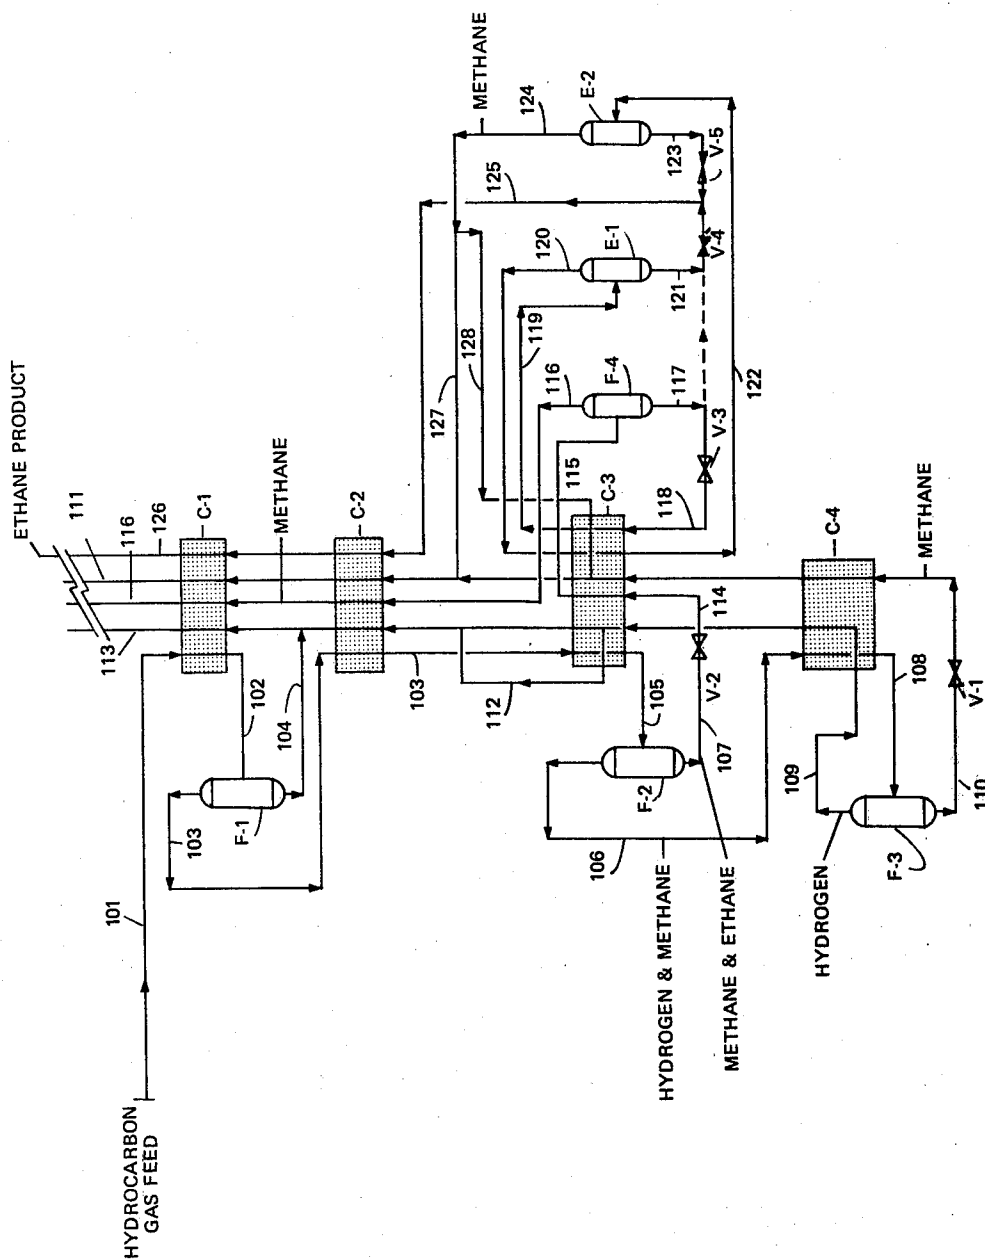 ETHANE PRODUCT
111
116
126
C-1
113
METHANE
C-2
METHANE
124
E-2
123
V-5
125
E-1
120
V-4
121
119
128
127
F-4
116
117
V-3
122
115
C-3
118
114
V-2
107
C-4
METHANE
108
V-1
110
109
F-3
HYDROGEN
HYDROGEN & METHANE
METHANE & ETHANE
106
F-2
105
112
103
104
102
F-1
103
101
HYDROCARBON
GAS FEED